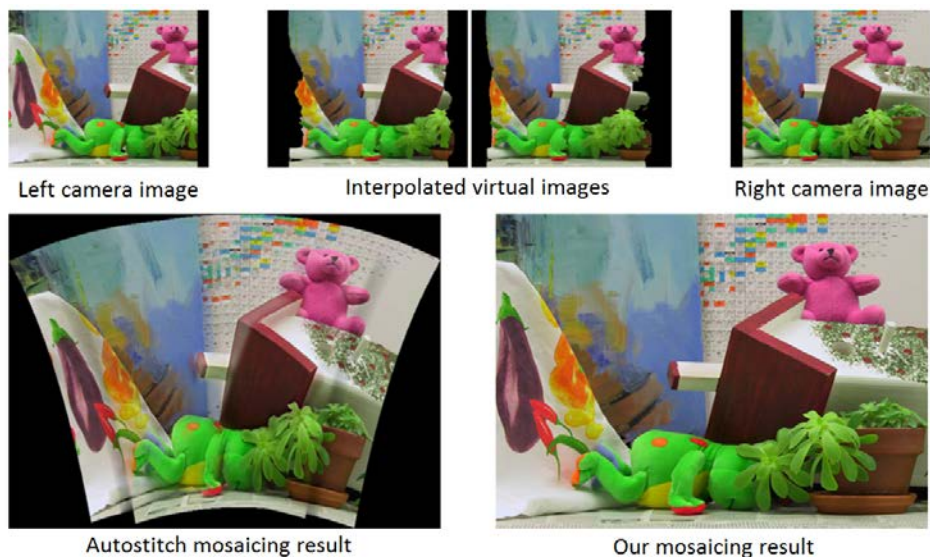 Left camera image
Interpolated virtual images
Right camera image
Autostitch mosaicing result
Our mosaicing result